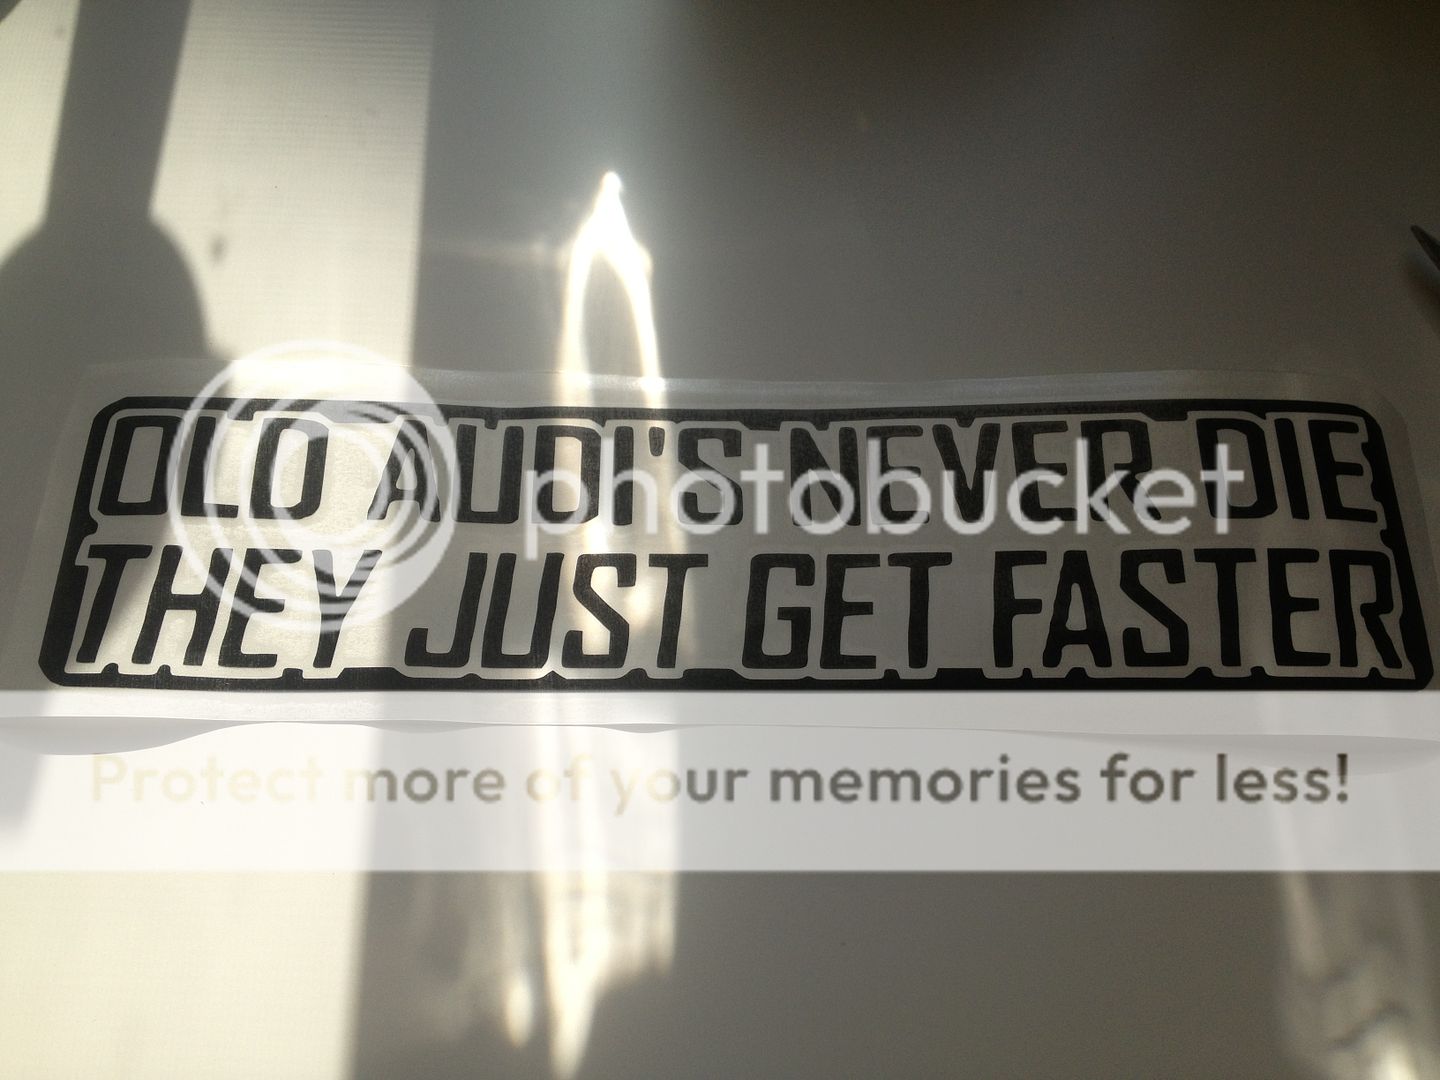 OLD AUDI'S NEVER DIE
photobucket
THEY JUST GET FASTER
Protect more of your memories for less!